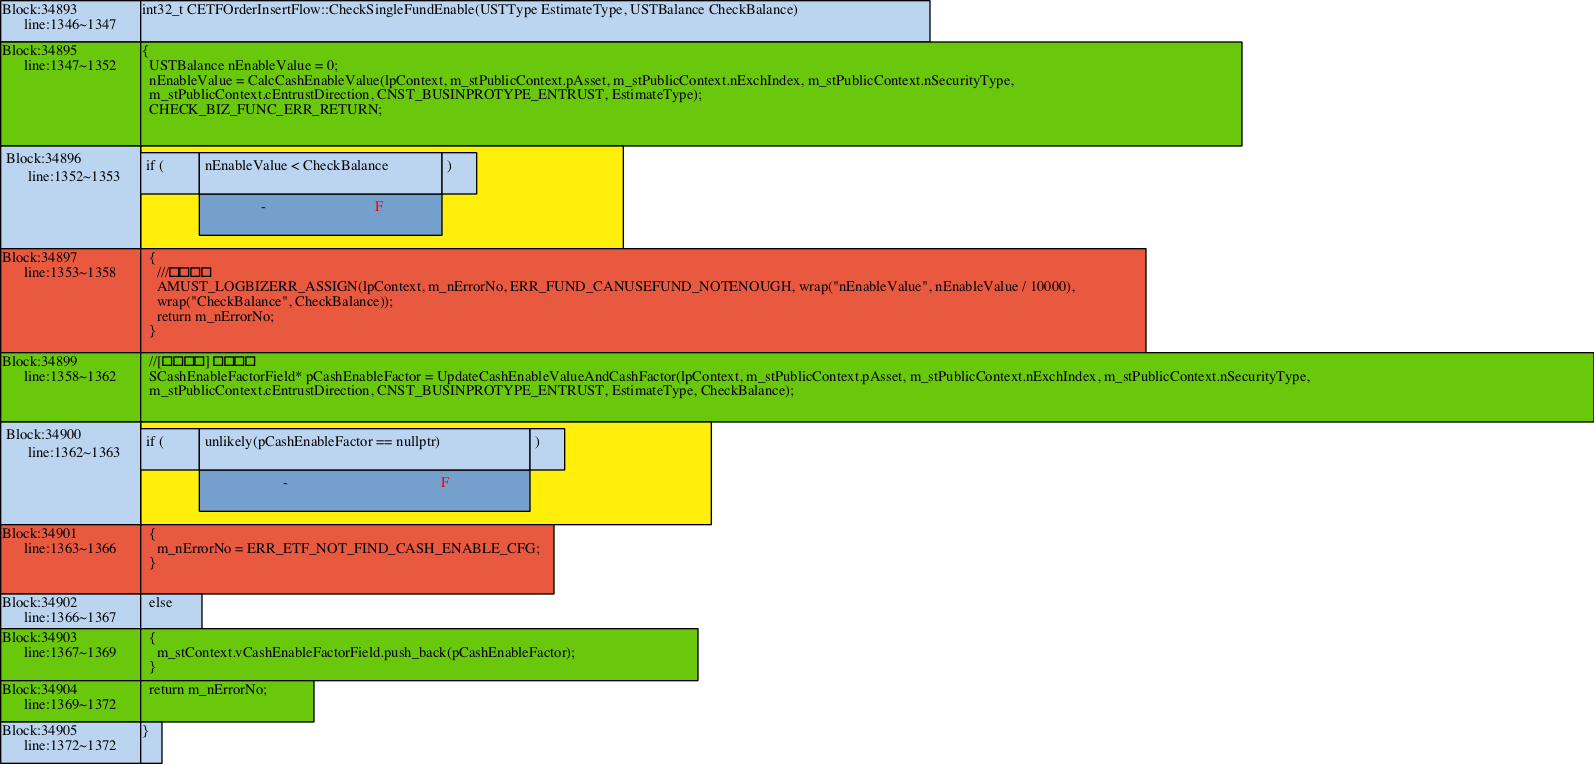 Block:34893
line:1346~1347
int32_t CETFOrderInsertFlow::CheckSingleFundEnable(USTType EstimateType, USTBalance CheckBalance)
Block:34895
line:1347~1352
{
USTBalance nEnableValue = 0;
nEnableValue = CalcCashEnableValue(lpContext, m_stPublicContext.pAsset, m_stPublicContext.nExchIndex, m_stPublicContext.nSecurityType,
m_stPublicContext.cEntrustDirection, CNST_BUSINPROTYPE_ENTRUST, EstimateType);
CHECK_BIZ_FUNC_ERR_RETURN;
Block:34896
line:1352~1353
if ( nEnableValue < CheckBalance )
- F
Block:34897
line:1353~1358
{
///□□□□
AMUST_LOGBIZERR_ASSIGN(lpContext, m_nErrorNo, ERR_FUND_CANUSEFUND_NOTENOUGH, wrap("nEnableValue", nEnableValue / 10000),
wrap("CheckBalance", CheckBalance));
return m_nErrorNo;
}
Block:34899
line:1358~1362
//[□□□□] □□□□
SCashEnableFactorField* pCashEnableFactor = UpdateCashEnableValueAndCashFactor(lpContext, m_stPublicContext.pAsset, m_stPublicContext.nExchIndex, m_stPublicContext.nSecurityType,
m_stPublicContext.cEntrustDirection, CNST_BUSINPROTYPE_ENTRUST, EstimateType, CheckBalance);
Block:34900
line:1362~1363
if ( unlikely(pCashEnableFactor == nullptr) )
- F
Block:34901
line:1363~1366
{
m_nErrorNo = ERR_ETF_NOT_FIND_CASH_ENABLE_CFG;
}
Block:34902
line:1366~1367
else
Block:34903
line:1367~1369
{
m_stContext.vCashEnableFactorField.push_back(pCashEnableFactor);
}
Block:34904
line:1369~1372
return m_nErrorNo;
Block:34905
line:1372~1372
}